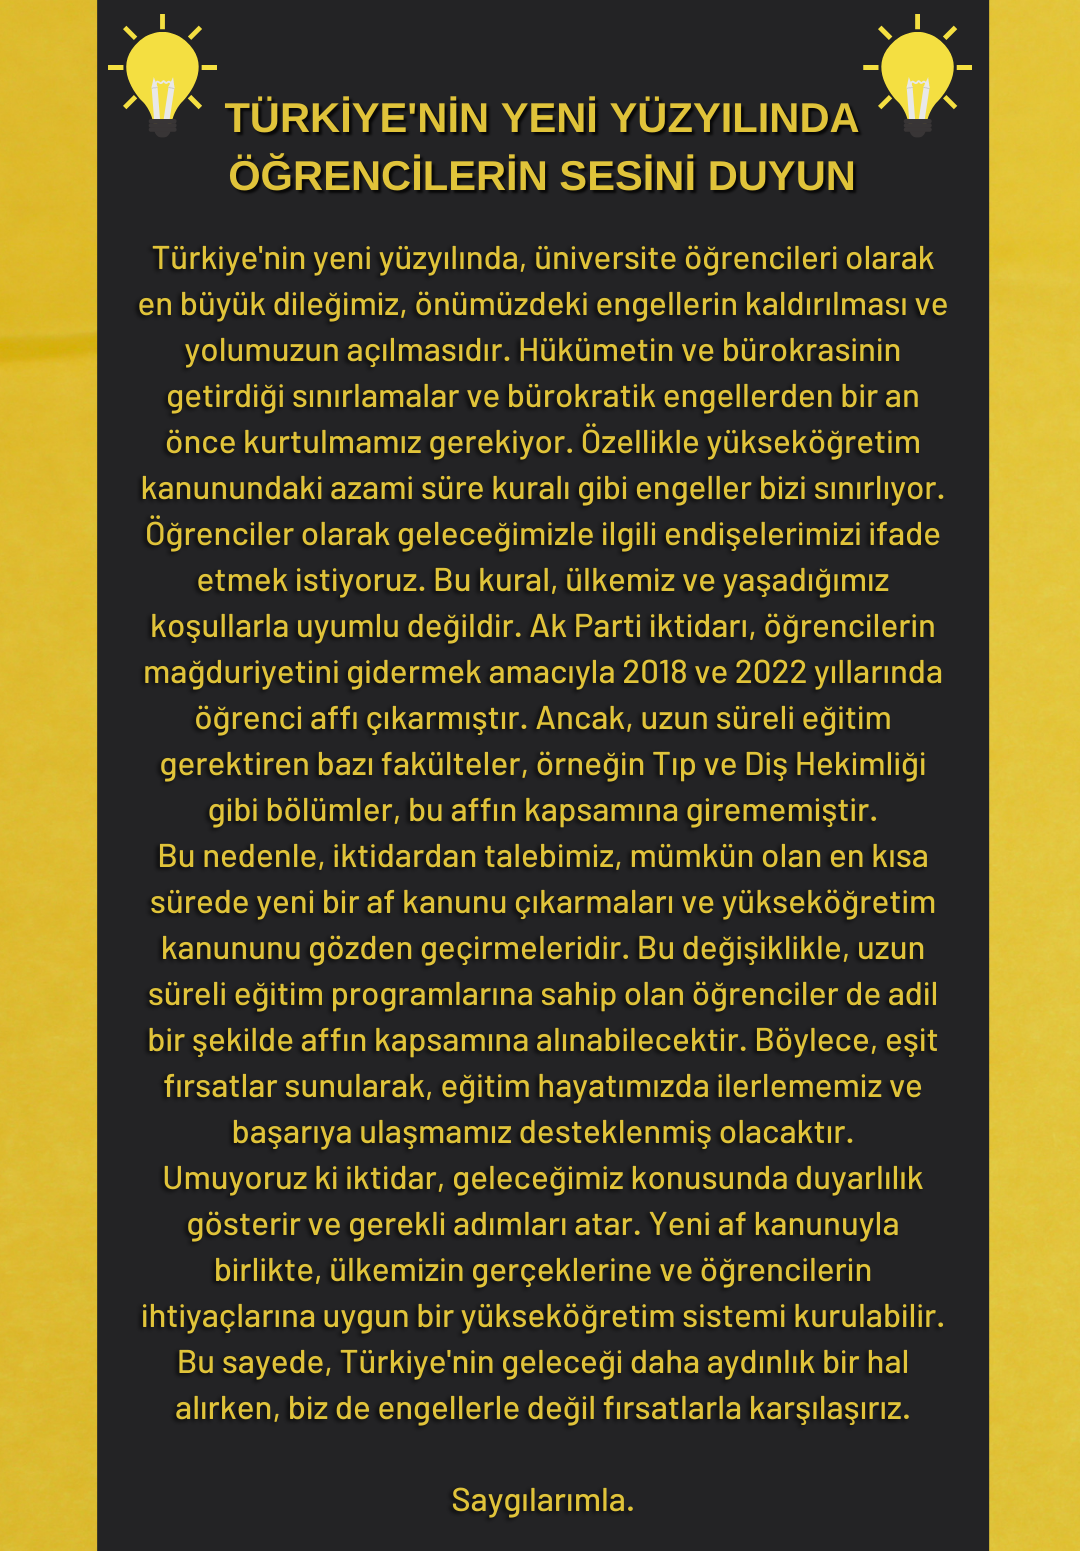 TÜRKİYE'NİN YENİ YÜZYILINDA
ÖĞRENCİLERİN SESİNİ DUYUN
Türkiye'nin yeni yüzyılında, üniversite öğrencileri olarak
en büyük dileğimiz, önümüzdeki engellerin kaldırılması ve
yolumuzun açılmasıdır. Hükümetin ve bürokrasinin
getirdiği sınırlamalar ve bürokratik engellerden bir an
önce kurtulmamız gerekiyor. Özellikle yükseköğretim
kanunundaki azami süre kuralı gibi engeller bizi sınırlıyor.
Öğrenciler olarak geleceğimizle ilgili endişelerimizi ifade
etmek istiyoruz. Bu kural, ülkemiz ve yaşadığımız
koşullarla uyumlu değildir. Ak Parti iktidarı, öğrencilerin
mağduriyetini gidermek amacıyla 2018 ve 2022 yıllarında
öğrenci affı çıkarmıştır. Ancak, uzun süreli eğitim
gerektiren bazı fakülteler, örneğin Tıp ve Diş Hekimliği
gibi bölümler, bu affın kapsamına girememiştir.
Bu nedenle, iktidardan talebimiz, mümkün olan en kısa
sürede yeni bir af kanunu çıkarmaları ve yükseköğretim
kanununu gözden geçirmeleridir. Bu değişiklikle, uzun
süreli eğitim programlarına sahip olan öğrenciler de adil
bir şekilde affın kapsamına alınabilecektir. Böylece, eşit
fırsatlar sunularak, eğitim hayatımızda ilerlememiz ve
başarıya ulaşmamız desteklenmiş olacaktır.
Umuyoruz ki iktidar, geleceğimiz konusunda duyarlılık
gösterir ve gerekli adımları atar. Yeni af kanunuyla
birlikte, ülkemizin gerçeklerine ve öğrencilerin
ihtiyaçlarına uygun bir yükseköğretim sistemi kurulabilir.
Bu sayede, Türkiye'nin geleceği daha aydınlık bir hal
alırken, biz de engellerle değil fırsatlarla karşılaşırız.
Saygılarımla.